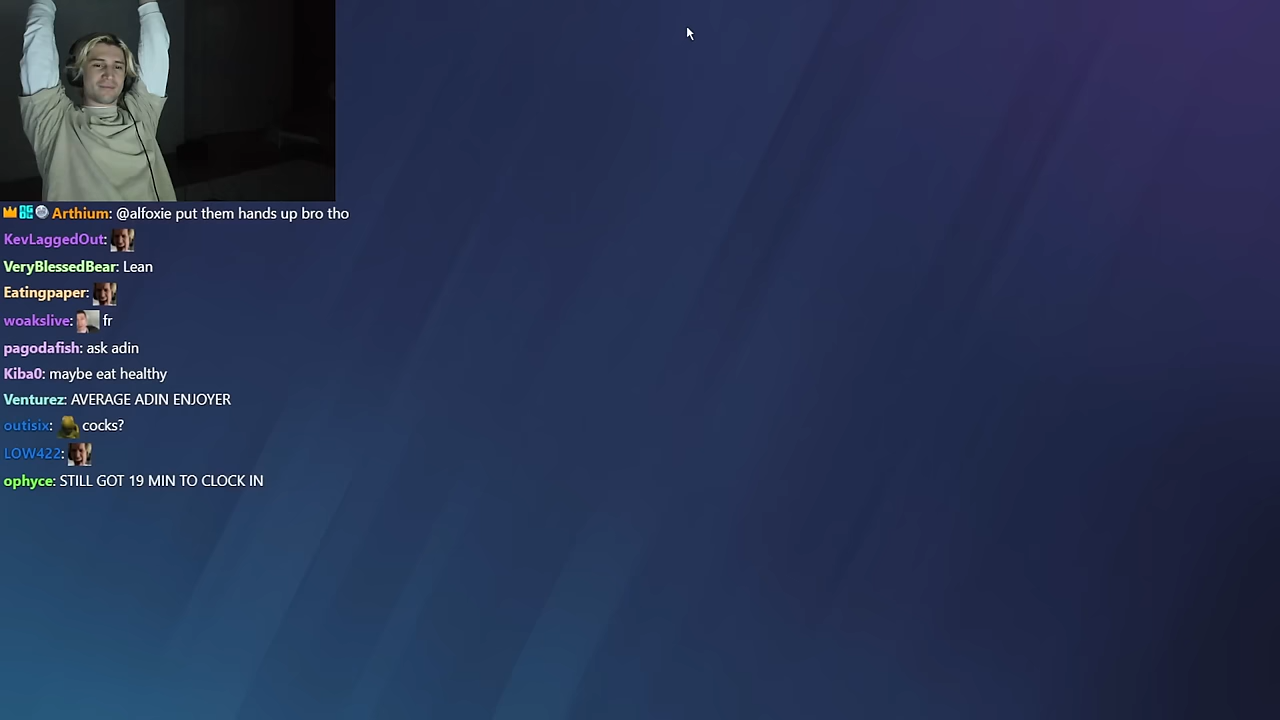 Arthium: @alfoxie put them hands up bro tho
KevLaggedOut:
VeryBlessedBear: Lean
Eatingpaper:
woakslive: fr
pagodafish: ask adin
Kiba0: maybe eat healthy
Venturez: AVERAGE ADIN ENJOYER
outisix: cocks?
LOW422:
ophyce: STILL GOT 19 MIN TO CLOCK IN